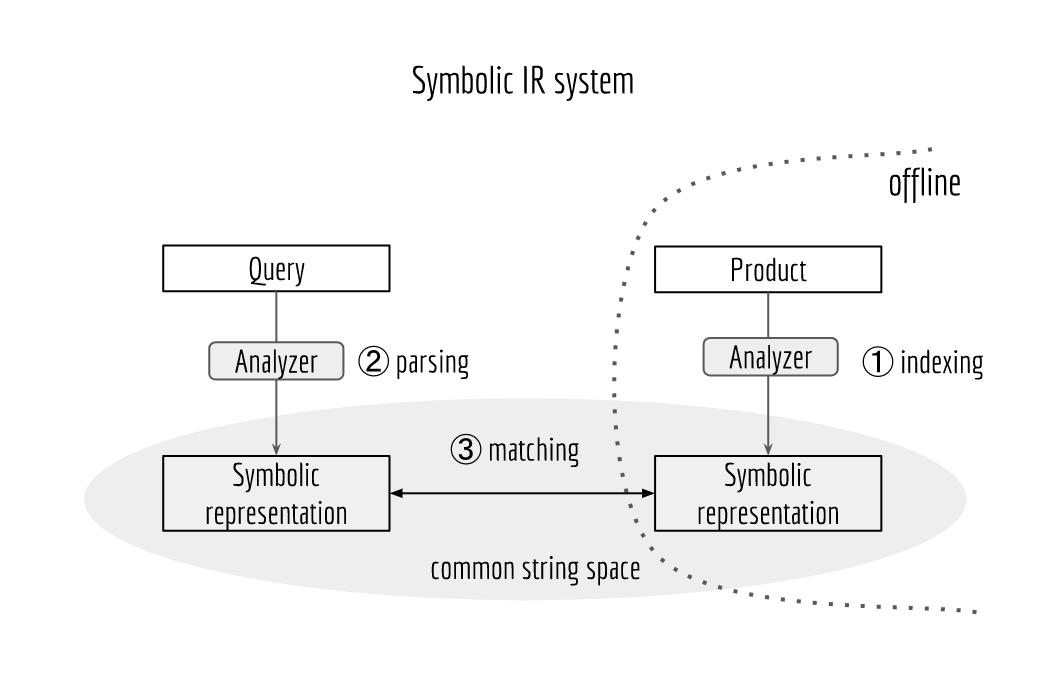 Symbolic IR system
offline
Query
Product
Analyzer
② parsing
Analyzer
① indexing
③ matching
Symbolic
representation
Symbolic
representation
common string space